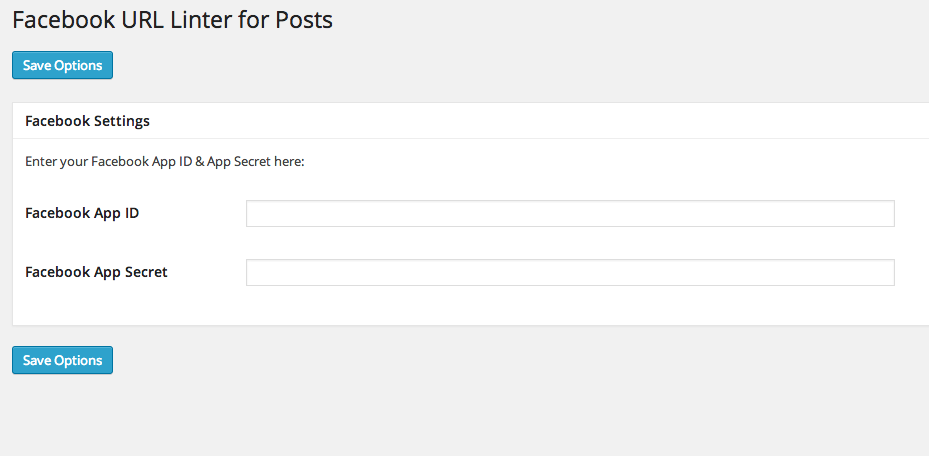 Facebook URL Linter for Posts
Save Options
Facebook Settings
Enter your Facebook App ID & App Secret here:
Facebook App ID
Facebook App Secret
Save Options